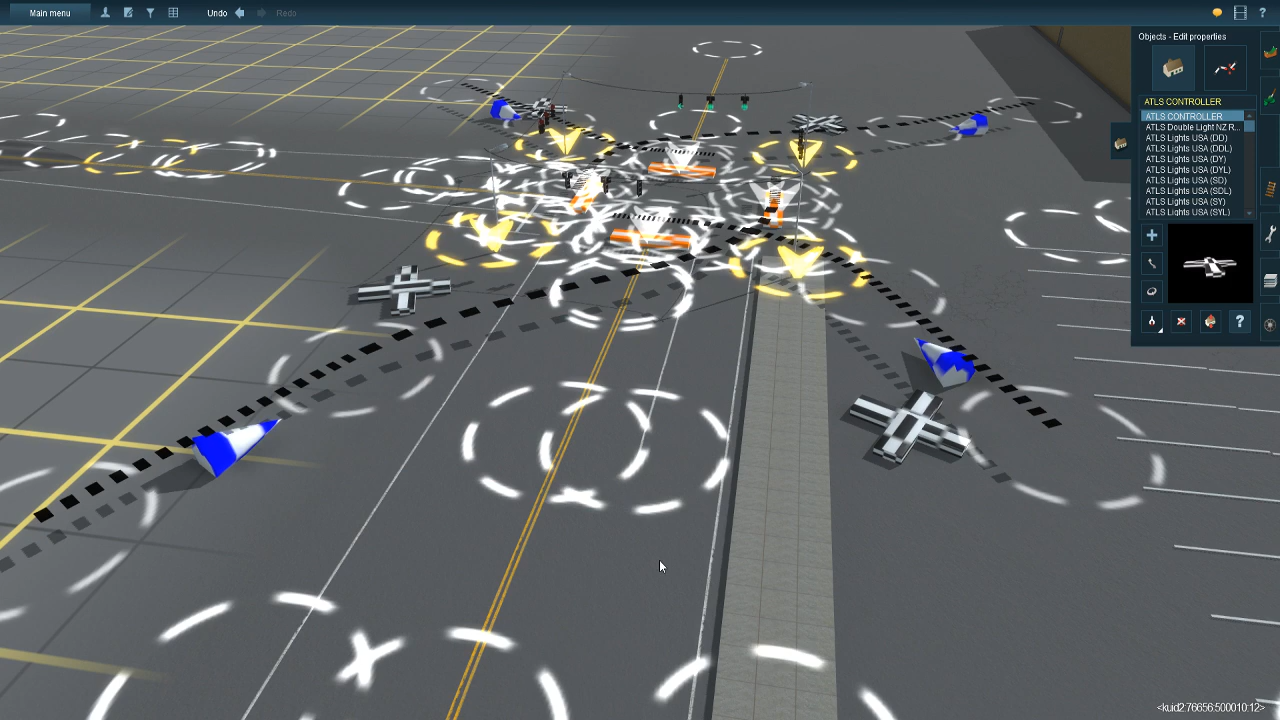 Main menu
Undo
Redo
?
Objects - Edit properties
ATLS CONTROLLER
ATLS CONTROLLER
ATLS Double Light NZ R...
ATLS Lights USA (DD)
ATLS Lights USA (DDL)
ATLS Lights USA (DY)
ATLS Lights USA (DYL)
ATLS Lights USA (SD)
ATLS Lights USA (SDL)
ATLS Lights USA (SY)
ATLS Lights USA (SYL)
?
<kuid2:76656:500010:12>